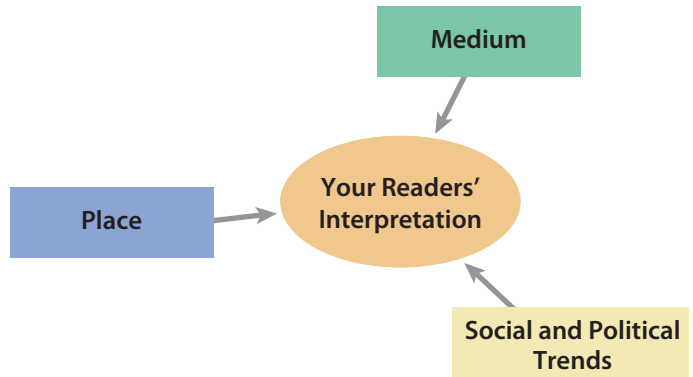 Medium
Your Readers’
Interpretation
Place
Social and Political
Trends